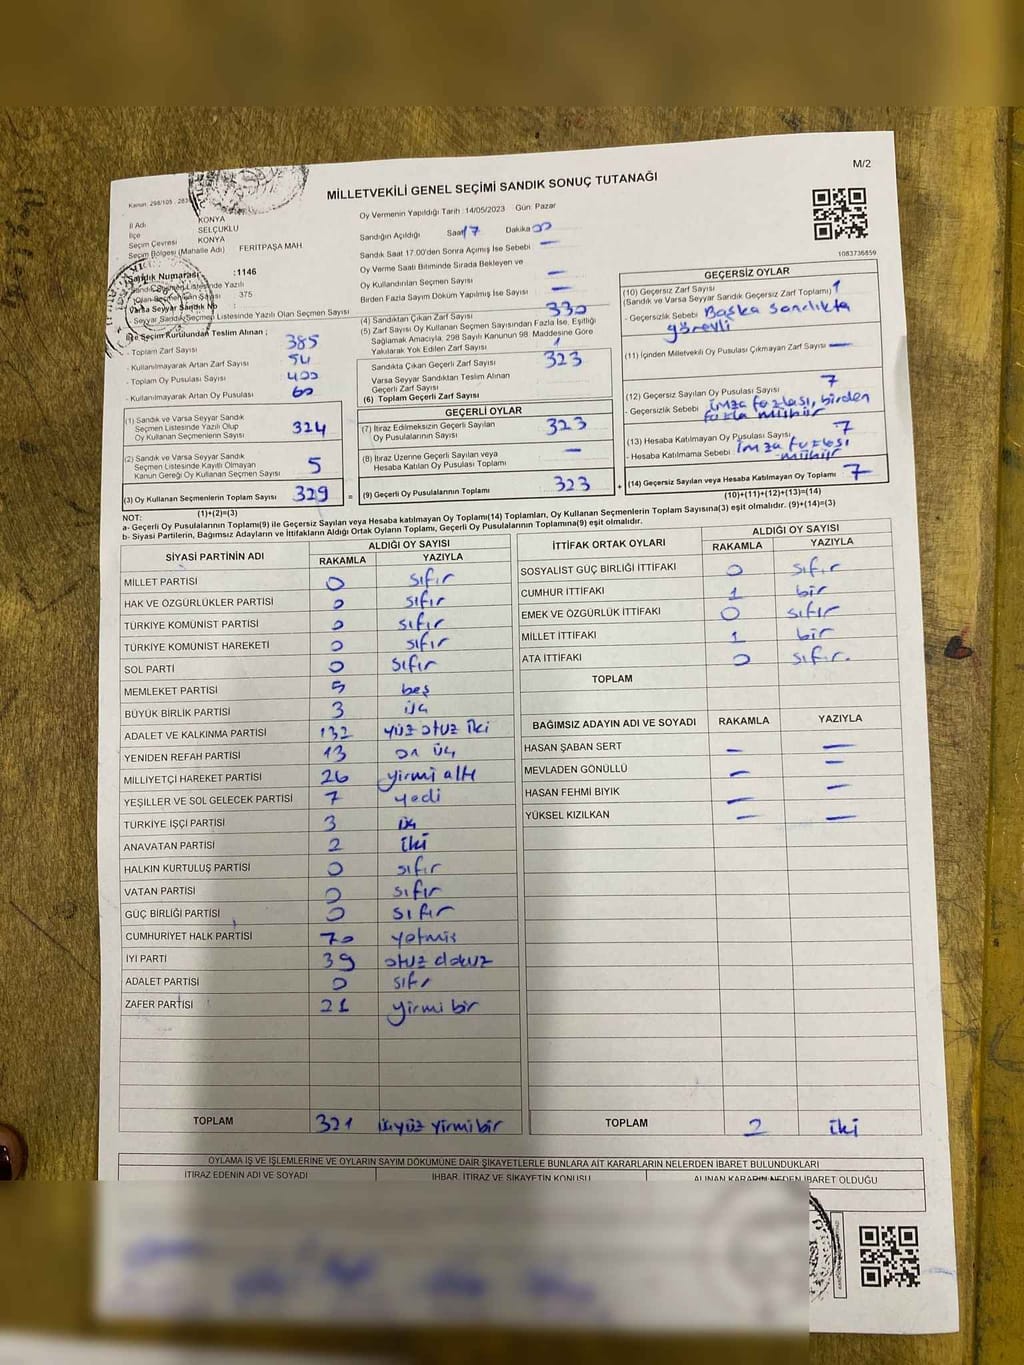 M/2
MİLLETVEKİLİ GENEL SEÇİMİ SANDIK SONUÇ TUTANAĞI
Kanun: 298/105
İl Adı KONYA
İlçe SELÇUKLU
Seçim Çevresi KONYA
Seçim Bölgesi (Mahalle Adı) FERİTPAŞA MAH.
Sandık Numarası :1146
375
Varsa Seyyar Sandık No
Seyyar Sandık Seçmen Listesinde Yazılı Olan Seçmen Sayısı
İlçe Seçim Kurulundan Teslim Alınan ;
- Toplam Zarf Sayısı 385
- Kullanılmayarak Artan Zarf Sayısı
- Toplam Oy Pusulası Sayısı 400
- Kullanılmayarak Artan Oy Pusulası 60
(1) Sandık ve Varsa Seyyar Sandık
Seçmen Listesinde Yazılı Olup
Oy Kullanan Seçmenlerin Sayısı 324
(2) Sandık ve Varsa Seyyar Sandık
Seçmen Listesinde Kayıtlı Olmayan
Kanun Gereği Oy Kullanan Seçmen Sayısı 5
(3) Oy Kullanan Seçmenlerin Toplam Sayısı 329 =
(1)+(2)=(3)
Oy Vermenin Yapıldığı Tarih :14/05/2023 Gün: Pazar
Sandığın Açıldığı Saat 17 Dakika 00
Sandık Saat 17:00'den Sonra Açımış İse Sebebi —
Oy Verme Saati Bitiminde Sırada Bekleyen ve
Oy Kullandırılan Seçmen Sayısı —
Birden Fazla Sayım Döküm Yapılmış İse Sayısı —
(4) Sandıktan Çıkan Zarf Sayısı 330
(5) Zarf Sayısı Oy Kullanan Seçmen Sayısından Fazla İse, Eşitliği
Sağlamak Amacıyla, 298 Sayılı Kanunun 98. Maddesine Göre
Yakılarak Yok Edilen Zarf Sayısı 1
Sandıkta Çıkan Geçerli Zarf Sayısı 323
Varsa Seyyar Sandıktan Teslim Alınan
Geçerli Zarf Sayısı
(6) Toplam Geçerli Zarf Sayısı
GEÇERLİ OYLAR
(7) İtiraz Edilmeksizin Geçerli Sayılan
Oy Pusulalarının Sayısı 323
(8) İtiraz Üzerine Geçerli Sayılan veya
Hesaba Katılan Oy Pusulası Toplamı —
(9) Geçerli Oy Pusulalarının Toplamı 323 +
1083736859
GEÇERSİZ OYLAR
(10) Geçersiz Zarf Sayısı
(Sandık ve Varsa Seyyar Sandık Geçersiz Zarf Toplamı) 1
- Geçersizlik Sebebi Başka sandıkta
görevli
(11) İçinden Milletvekili Oy Pusulası Çıkmayan Zarf Sayısı —
(12) Geçersiz Sayılan Oy Pusulası Sayısı 7
- Geçersizlik Sebebi imza fazlası, birden
fazla mühür
(13) Hesaba Katılmayan Oy Pusulası Sayısı 7
- Hesaba Katılmama Sebebi imza fazlası
mühür
(14) Geçersiz Sayılan veya Hesaba Katılmayan Oy Toplamı 7
(10)+(11)+(12)+(13)=(14)
NOT:
a- Geçerli Oy Pusulalarının Toplamı(9) ile Geçersiz Sayılan veya Hesaba katılmayan Oy Toplamı(14) Toplamları, Oy Kullanan Seçmenlerin Toplam Sayısına(3) eşit olmalıdır. (9)+(14)=(3)
b- Siyasi Partilerin, Bağımsız Adayların ve İttifakların Aldığı Ortak Oyların Toplamı, Geçerli Oy Pusulalarının Toplamına(9) eşit olmalıdır.
SİYASİ PARTİNİN ADI ALDIĞI OY SAYISI
RAKAMLA YAZIYLA
MİLLET PARTİSİ 0 sıfır
HAK VE ÖZGÜRLÜKLER PARTİSİ 0 sıfır
TÜRKİYE KOMÜNİST PARTİSİ 0 sıfır
TÜRKİYE KOMÜNİST HAREKETİ 0 sıfır
SOL PARTİ 0 sıfır
MEMLEKET PARTİSİ 5 beş
BÜYÜK BİRLİK PARTİSİ 3 üç
ADALET VE KALKINMA PARTİSİ 132 yüz otuz iki
YENİDEN REFAH PARTİSİ 13 on üç
MİLLİYETÇİ HAREKET PARTİSİ 26 yirmi altı
YEŞİLLER VE SOL GELECEK PARTİSİ 7 yedi
TÜRKİYE İŞÇİ PARTİSİ 3 üç
ANAVATAN PARTİSİ 2 iki
HALKIN KURTULUŞ PARTİSİ 0 sıfır
VATAN PARTİSİ 0 sıfır
GÜÇ BİRLİĞİ PARTİSİ 0 sıfır
CUMHURİYET HALK PARTİSİ 70 yetmiş
İYİ PARTİ 39 otuz dokuz
ADALET PARTİSİ 0 sıfır
ZAFER PARTİSİ 21 yirmi bir
TOPLAM 321 üçyüz yirmi bir
İTTİFAK ORTAK OYLARI ALDIĞI OY SAYISI
RAKAMLA YAZIYLA
SOSYALİST GÜÇ BİRLİĞİ İTTİFAKI 0 sıfır
CUMHUR İTTİFAKI 1 bir
EMEK VE ÖZGÜRLÜK İTTİFAKI 0 sıfır
MİLLET İTTİFAKI 1 bir
ATA İTTİFAKI 0 sıfır.
TOPLAM
BAĞIMSIZ ADAYIN ADI VE SOYADI RAKAMLA YAZIYLA
HASAN ŞABAN SERT — —
MEVLADEN GÖNÜLLÜ — —
HASAN FEHMİ BIYIK — —
YÜKSEL KIZILKAN — —
TOPLAM 2 iki
OYLAMA İŞ VE İŞLEMLERİNE VE OYLARIN SAYIM DÖKÜMÜNE DAİR ŞİKAYETLERLE BUNLARA AİT KARARLARIN NELERDEN İBARET BULUNDUKLARI
İTİRAZ EDENİN ADI VE SOYADI İHBAR, İTİRAZ VE ŞİKAYETİN KONUSU ALINAN KARARIN NEDEN İBARET OLDUĞU